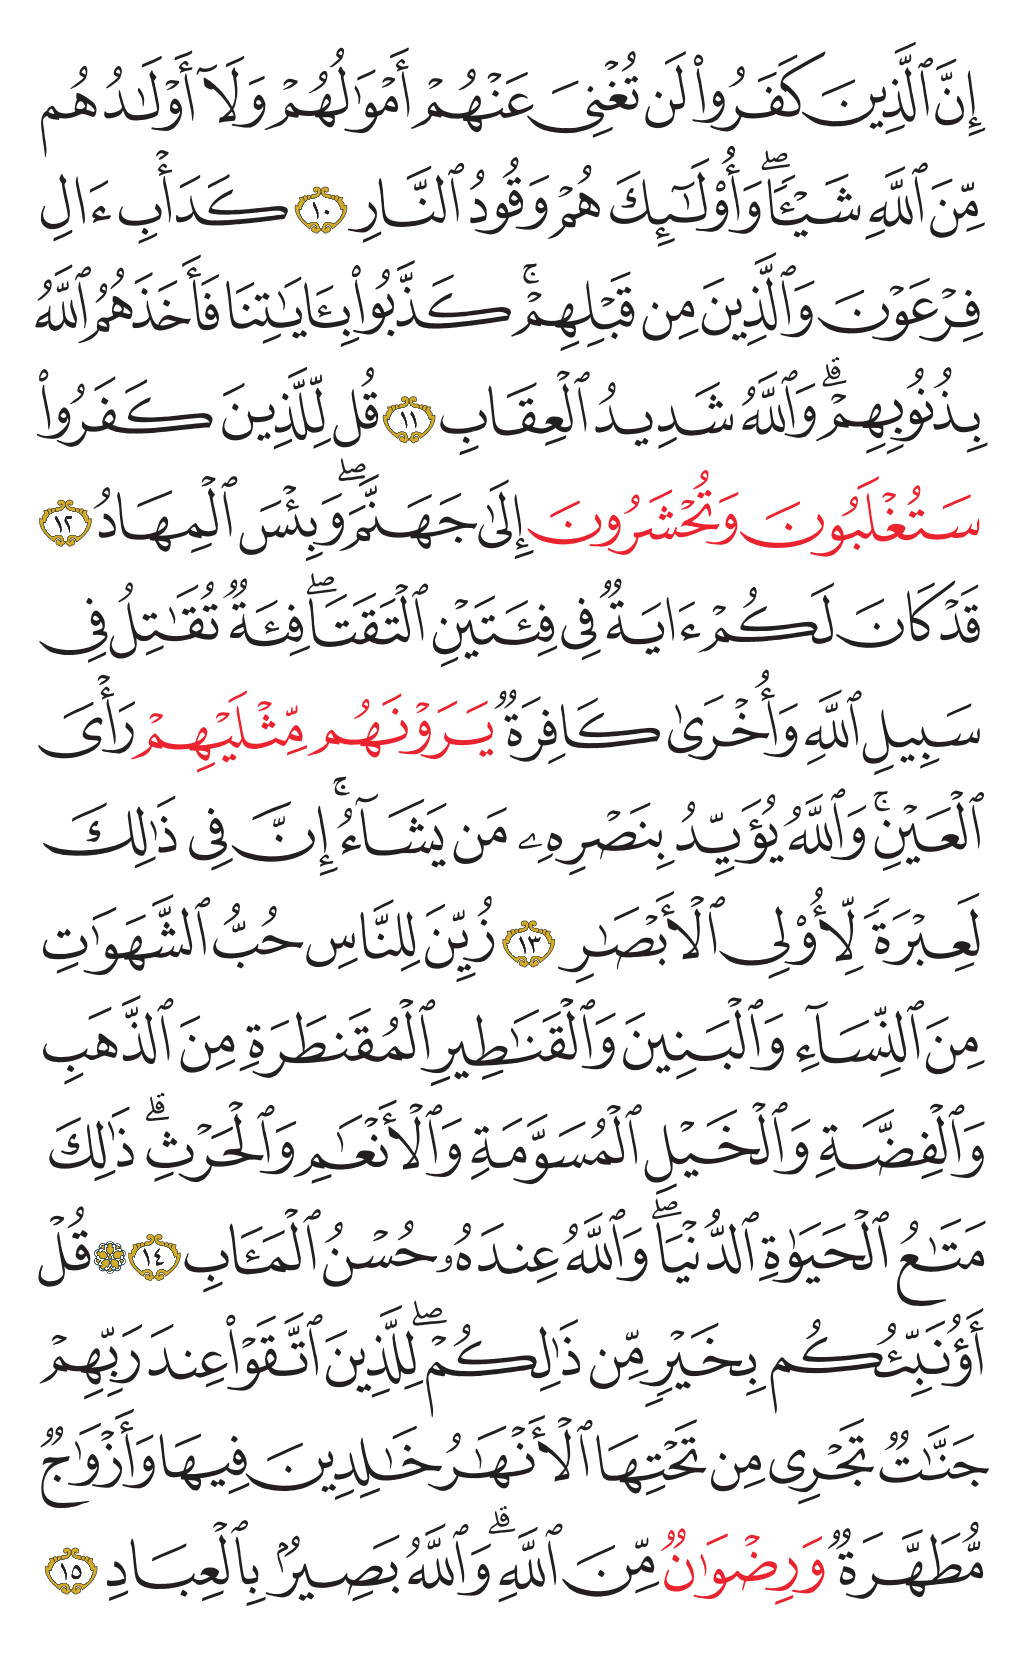 إِنَّ ٱلَّذِينَ كَفَرُوا۟ لَن تُغْنِىَ عَنْهُمْ أَمْوَٰلُهُمْ وَلَآ أَوْلَـٰدُهُم
مِّنَ ٱللَّهِ شَيْـًٔا ۖ وَأُو۟لَـٰٓئِكَ هُمْ وَقُودُ ٱلنَّارِ ١٠ كَدَأْبِ ءَالِ
فِرْعَوْنَ وَٱلَّذِينَ مِن قَبْلِهِمْ ۚ كَذَّبُوا۟ بِـَٔايَـٰتِنَا فَأَخَذَهُمُ ٱللَّهُ
بِذُنُوبِهِمْ ۗ وَٱللَّهُ شَدِيدُ ٱلْعِقَابِ ١١ قُل لِّلَّذِينَ كَفَرُوا۟
سَتُغْلَبُونَ وَتُحْشَرُونَ إِلَىٰ جَهَنَّمَ ۖ وَبِئْسَ ٱلْمِهَادُ ١٢
قَدْ كَانَ لَكُمْ ءَايَةٌ فِى فِئَتَيْنِ ٱلْتَقَتَا ۖ فِئَةٌ تُقَـٰتِلُ فِى
سَبِيلِ ٱللَّهِ وَأُخْرَىٰ كَافِرَةٌ يَرَوْنَهُم مِّثْلَيْهِمْ رَأْىَ
ٱلْعَيْنِ ۚ وَٱللَّهُ يُؤَيِّدُ بِنَصْرِهِۦ مَن يَشَآءُ ۚ إِنَّ فِى ذَٰلِكَ
لَعِبْرَةً لِّأُو۟لِى ٱلْأَبْصَـٰرِ ١٣ زُيِّنَ لِلنَّاسِ حُبُّ ٱلشَّهَوَٰتِ
مِنَ ٱلنِّسَآءِ وَٱلْبَنِينَ وَٱلْقَنَـٰطِيرِ ٱلْمُقَنطَرَةِ مِنَ ٱلذَّهَبِ
وَٱلْفِضَّةِ وَٱلْخَيْلِ ٱلْمُسَوَّمَةِ وَٱلْأَنْعَـٰمِ وَٱلْحَرْثِ ۗ ذَٰلِكَ
مَتَـٰعُ ٱلْحَيَوٰةِ ٱلدُّنْيَا ۖ وَٱللَّهُ عِندَهُۥ حُسْنُ ٱلْمَـَٔابِ ١٤ ۞ قُلْ
أَؤُنَبِّئُكُم بِخَيْرٍ مِّن ذَٰلِكُمْ ۖ لِلَّذِينَ ٱتَّقَوْا۟ عِندَ رَبِّهِمْ
جَنَّـٰتٌ تَجْرِى مِن تَحْتِهَا ٱلْأَنْهَـٰرُ خَـٰلِدِينَ فِيهَا وَأَزْوَٰجٌ
مُّطَهَّرَةٌ وَرِضْوَٰنٌ مِّنَ ٱللَّهِ ۗ وَٱللَّهُ بَصِيرٌۢ بِٱلْعِبَادِ ١٥